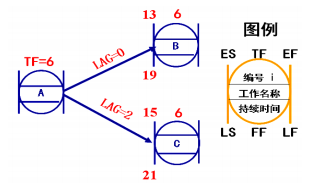 13 6
图例
B
ES TF EF
TF=6
LAG=0
编号 i
19
A
工作名称
15 6
持续时间
LAG=2
C
LS FF LF
21